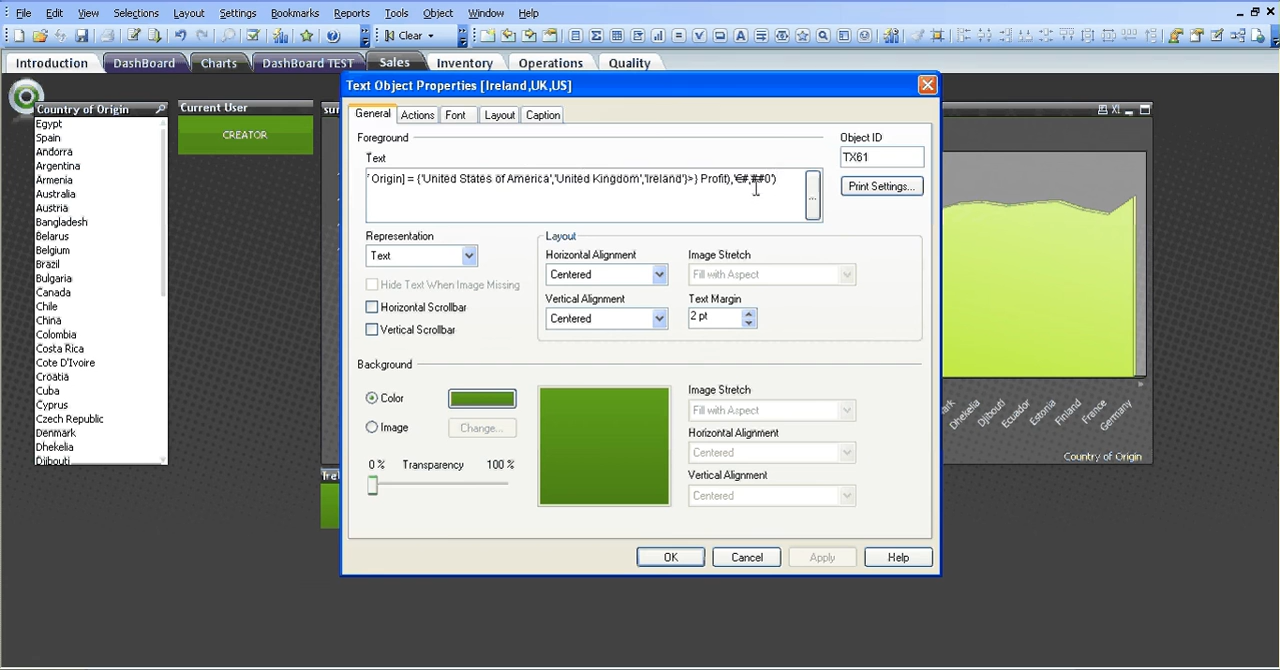 File Edit View Selections Layout Settings Bookmarks Reports Tools Object Window Help
Clear
Introduction DashBoard Charts DashBoard TEST Sales Inventory Operations Quality
Text Object Properties [Ireland,UK,US]
Country of Origin
Current User
CREATOR
XL
General Actions Font Layout Caption
Foreground
Text
Origin] = {'United States of America','United Kingdom','Ireland'}>} Profit),'€#,##0')
...
Object ID
TX61
Print Settings...
Representation
Text
Hide Text When Image Missing
Horizontal Scrollbar
Vertical Scrollbar
Layout
Horizontal Alignment
Centered
Image Stretch
Fill with Aspect
Vertical Alignment
Centered
Text Margin
2 pt
Background
Color
Image
Change...
0 % Transparency 100 %
Image Stretch
Fill with Aspect
Horizontal Alignment
Centered
Vertical Alignment
Centered
OK Cancel Apply Help
Egypt
Spain
Andorra
Argentina
Armenia
Australia
Austria
Bangladesh
Belarus
Belgium
Brazil
Bulgaria
Canada
Chile
China
Colombia
Costa Rica
Cote D'Ivoire
Croatia
Cuba
Cyprus
Czech Republic
Denmark
Dhekelia
Djibouti
Dhekelia
Djibouti
Ecuador
Estonia
Finland
France
Germany
Country of Origin